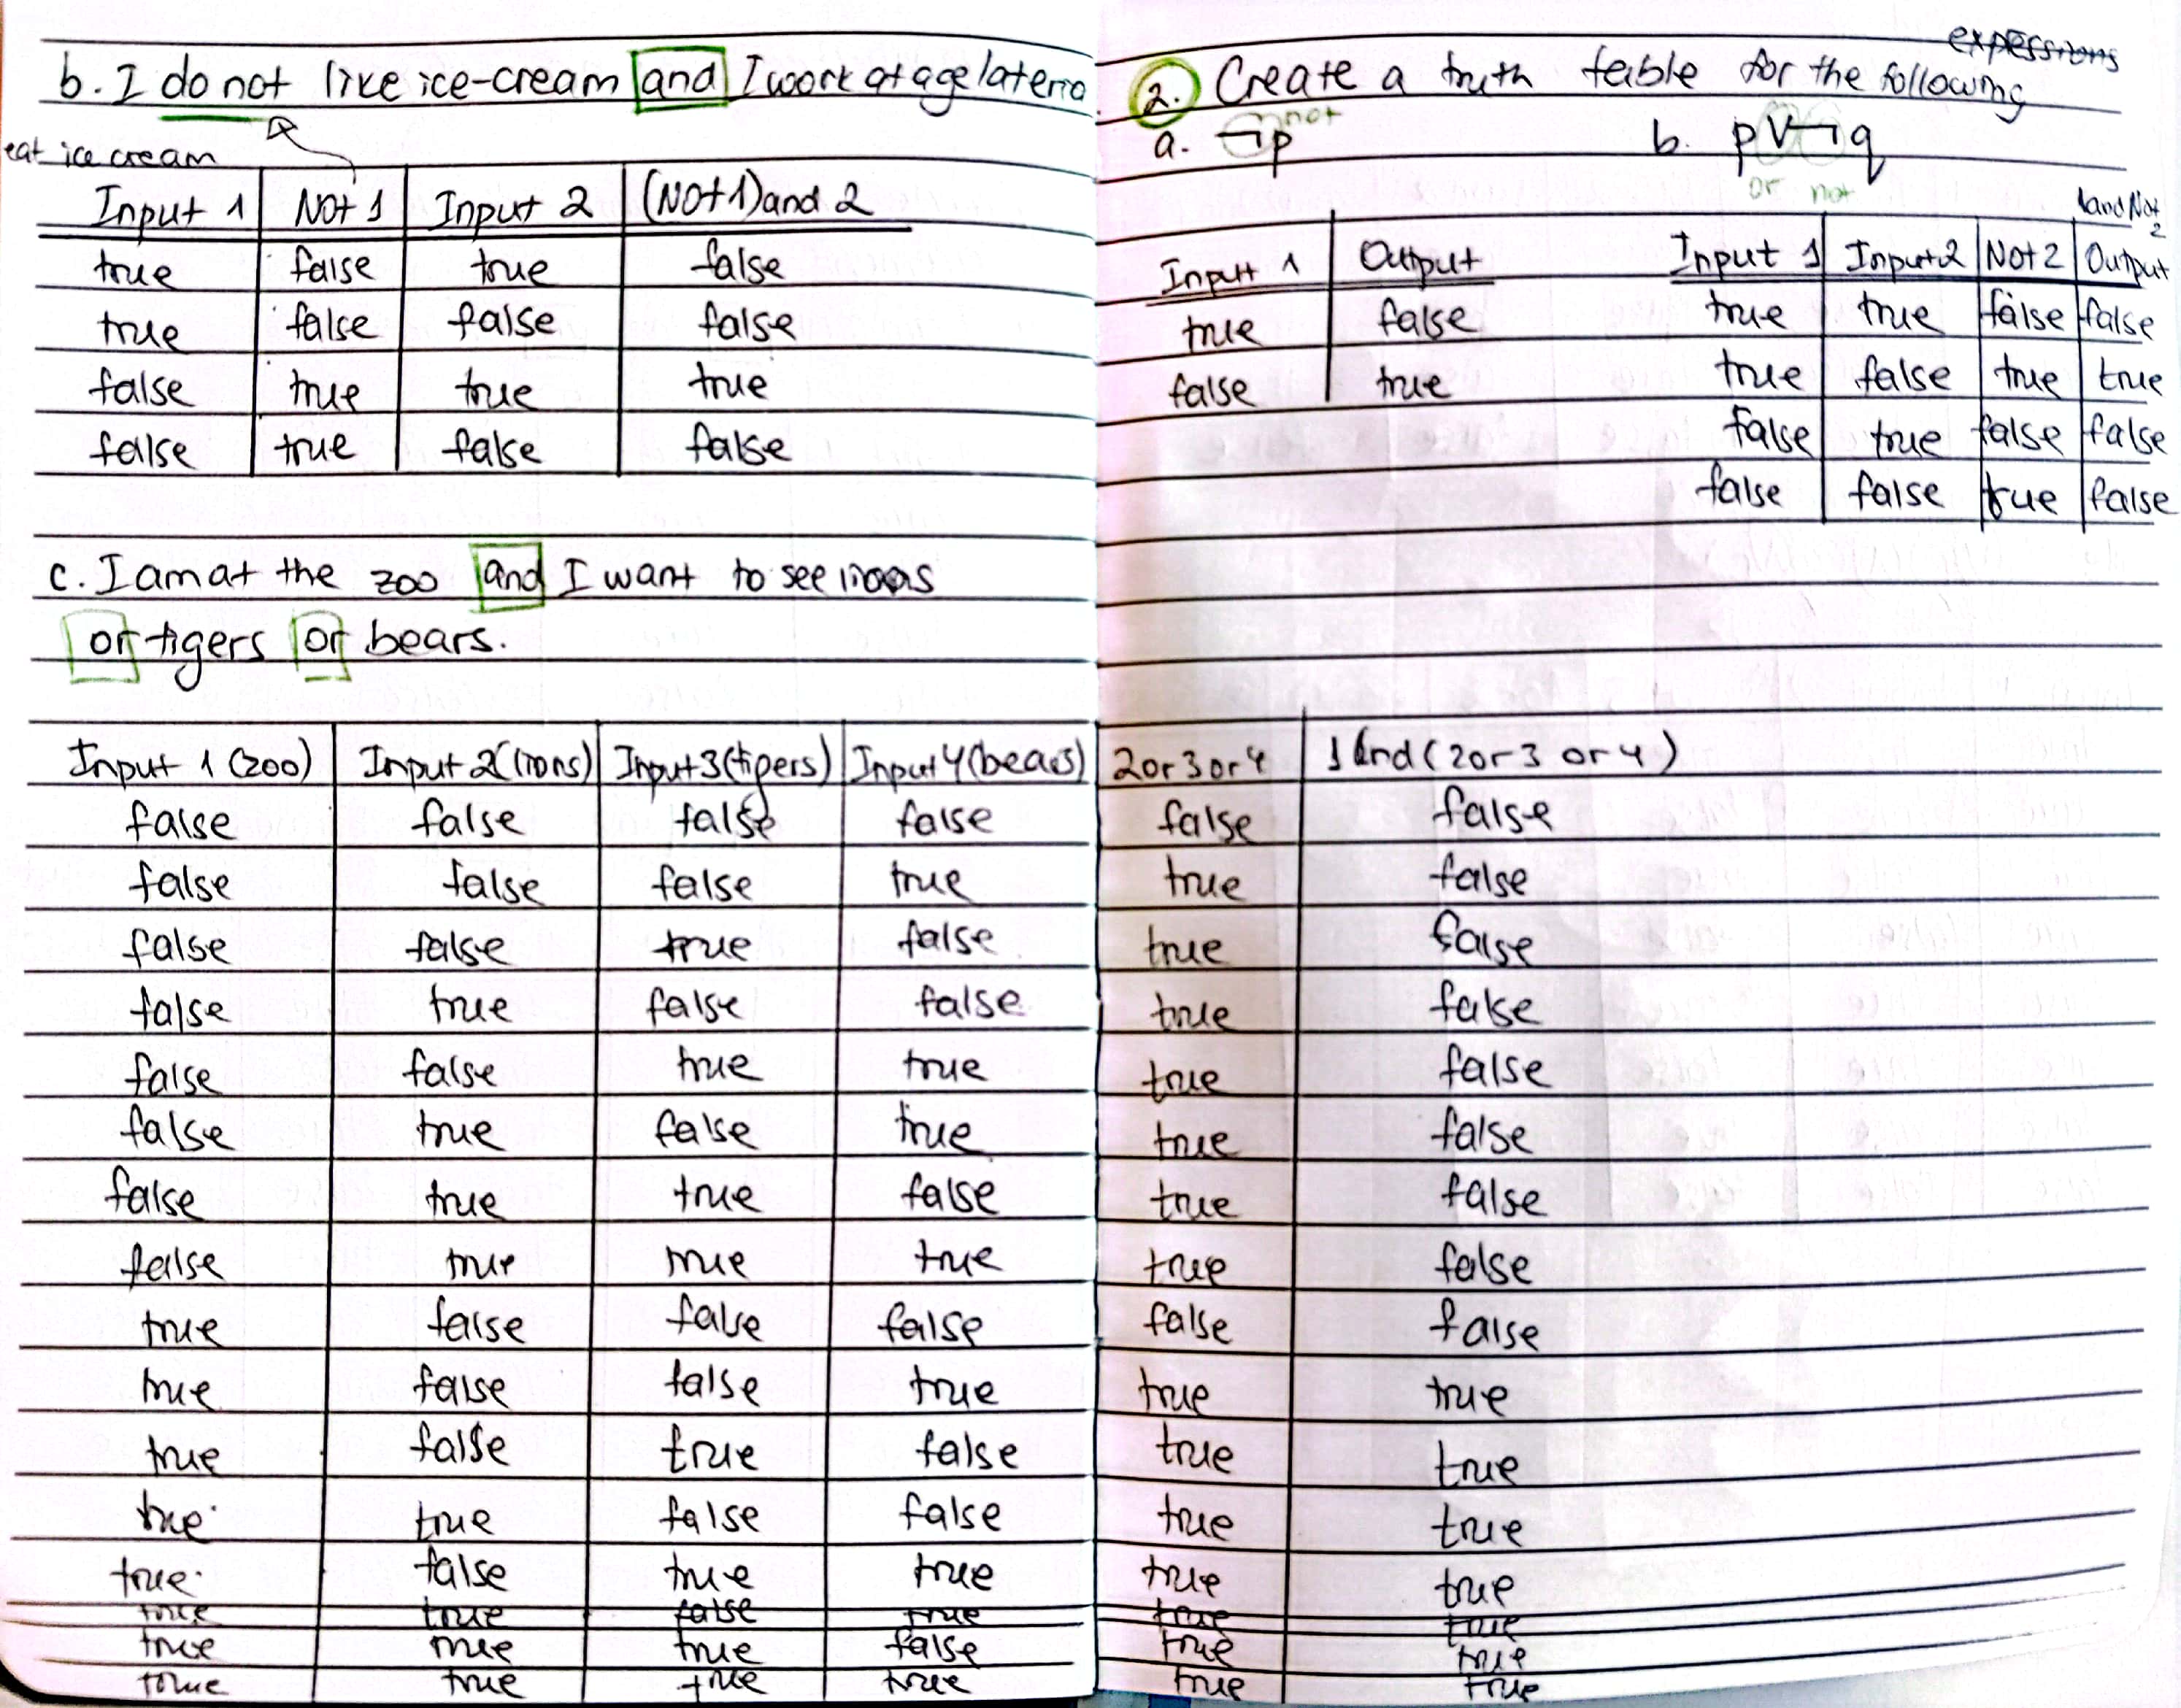 b. I do not like ice-cream and I work at a gelateria
eat ice cream
Input 1 | Not 1 | Input 2 | (Not 1) and 2
true | false | true | false
true | false | false | false
false | true | true | true
false | true | false | false
c. I am at the zoo and I want to see lions
or tigers or bears.
Input 1 (zoo) | Input 2 (lions) | Input 3 (tigers) | Input 4 (bears) | 2 or 3 or 4 | 1 And (2 or 3 or 4)
false | false | false | false | false | false
false | false | false | true | true | false
false | false | true | false | true | false
false | true | false | false | true | false
false | false | true | true | true | false
false | true | false | true | true | false
false | true | true | false | true | false
false | true | true | true | true | false
true | false | false | false | false | false
true | false | false | true | true | true
true | false | true | false | true | true
true | true | false | false | true | true
true | false | true | true | true | true
true | true | false | true | true | true
true | true | true | false | true | true
true | true | true | true | true | true
expessions
2. Create a truth table for the following
not
a. ¬p
b. p V ¬q
or not
Input 1 | Output
true | false
false | true
1 and Not 2
Input 1 | Input 2 | Not 2 | Output
true | true | false | false
true | false | true | true
false | true | false | false
false | false | true | false